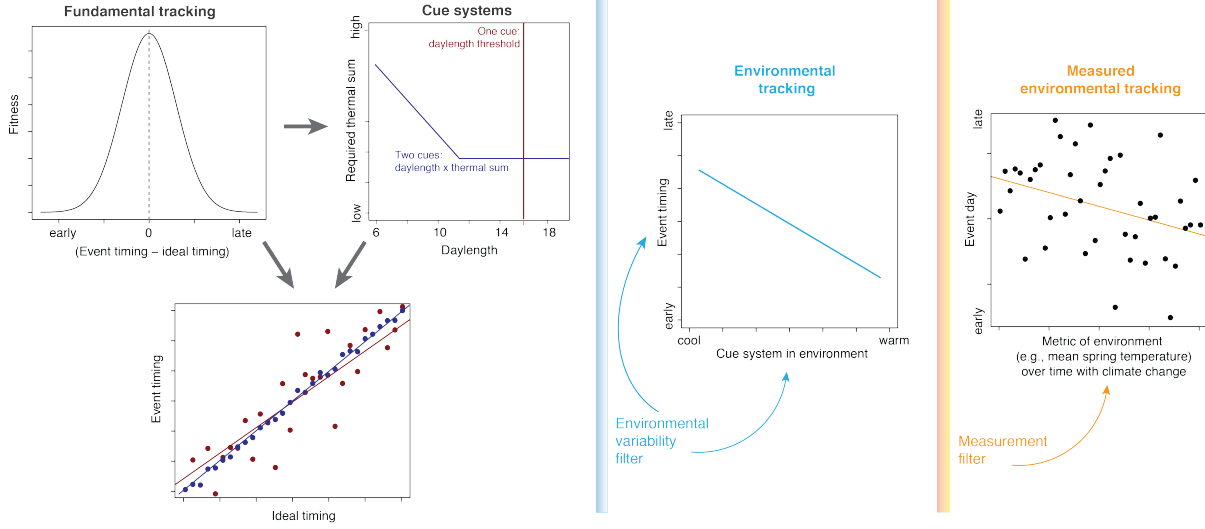 Fundamental tracking
Fitness
early
0
late
(Event timing – ideal timing)
Cue systems
high
Required thermal sum
low
One cue:
daylength threshold
Two cues:
daylength x thermal sum
6
8
10
12
14
16
18
Daylength
Event timing
Ideal timing
Environmental
tracking
late
Event timing
early
cool
warm
Cue system in environment
Environmental
variability
filter
Measured
environmental tracking
late
Event day
early
Metric of environment
(e.g., mean spring temperature)
over time with climate change
Measurement
filter